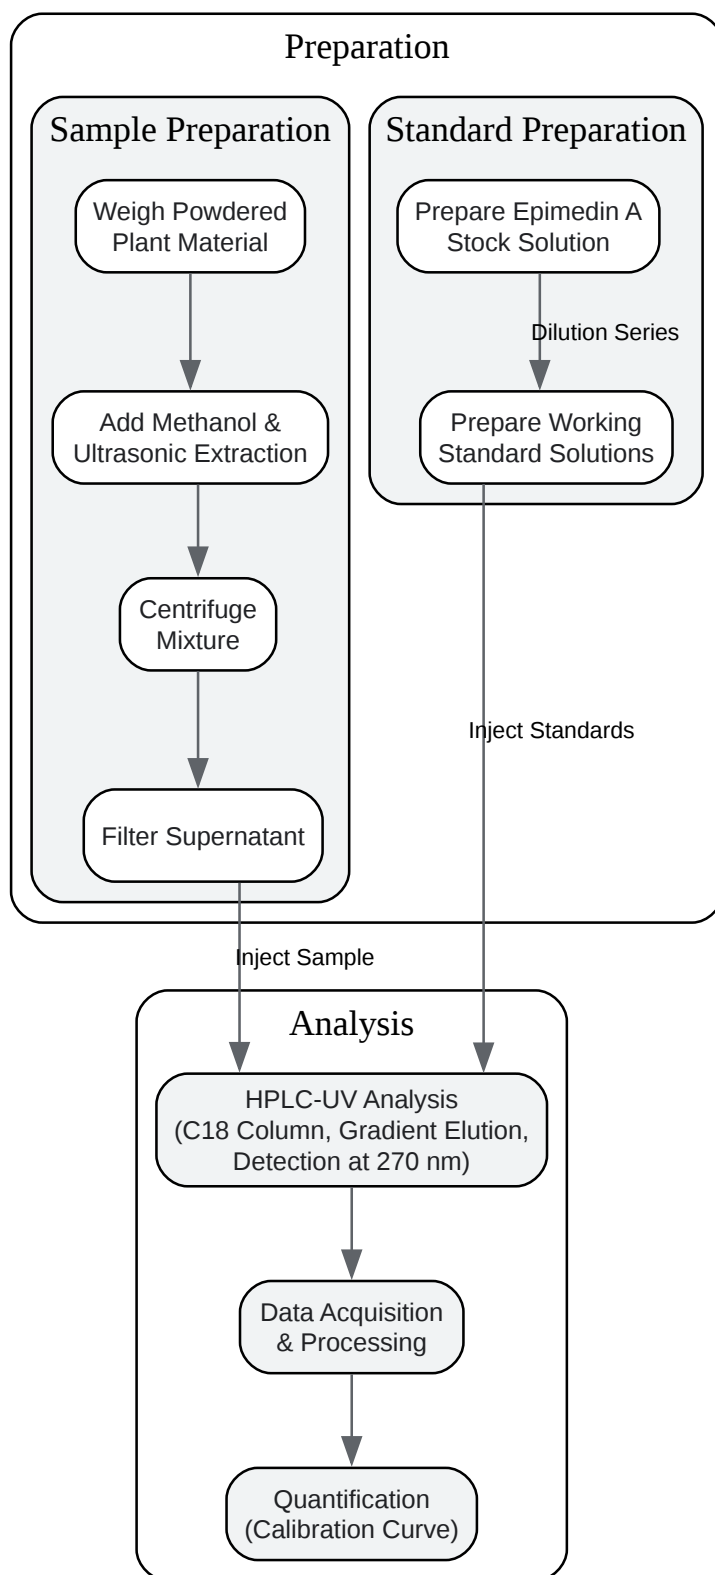 Preparation
Sample Preparation
Weigh Powdered
Plant Material
Add Methanol &
Ultrasonic Extraction
Centrifuge
Mixture
Filter Supernatant
Standard Preparation
Prepare Epimedin A
Stock Solution
Dilution Series
Prepare Working
Standard Solutions
Inject Standards
Inject Sample
Analysis
HPLC-UV Analysis
(C18 Column, Gradient Elution,
Detection at 270 nm)
Data Acquisition
& Processing
Quantification
(Calibration Curve)